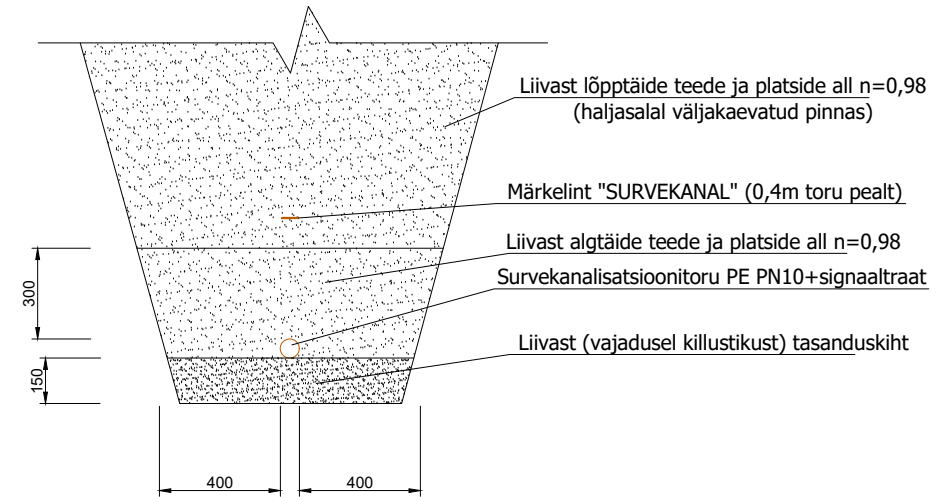 Liivast lõpptäide teede ja platside all n=0,98
(haljasalal väljakaevatud pinnas)
Märkelint "SURVEKANAL" (0,4m toru pealt)
Liivast algtäide teede ja platside all n=0,98
Survekanalisatsioonitoru PE PN10+signaaltraat
300
Liivast (vajadusel killustikust) tasanduskiht
150
400
400